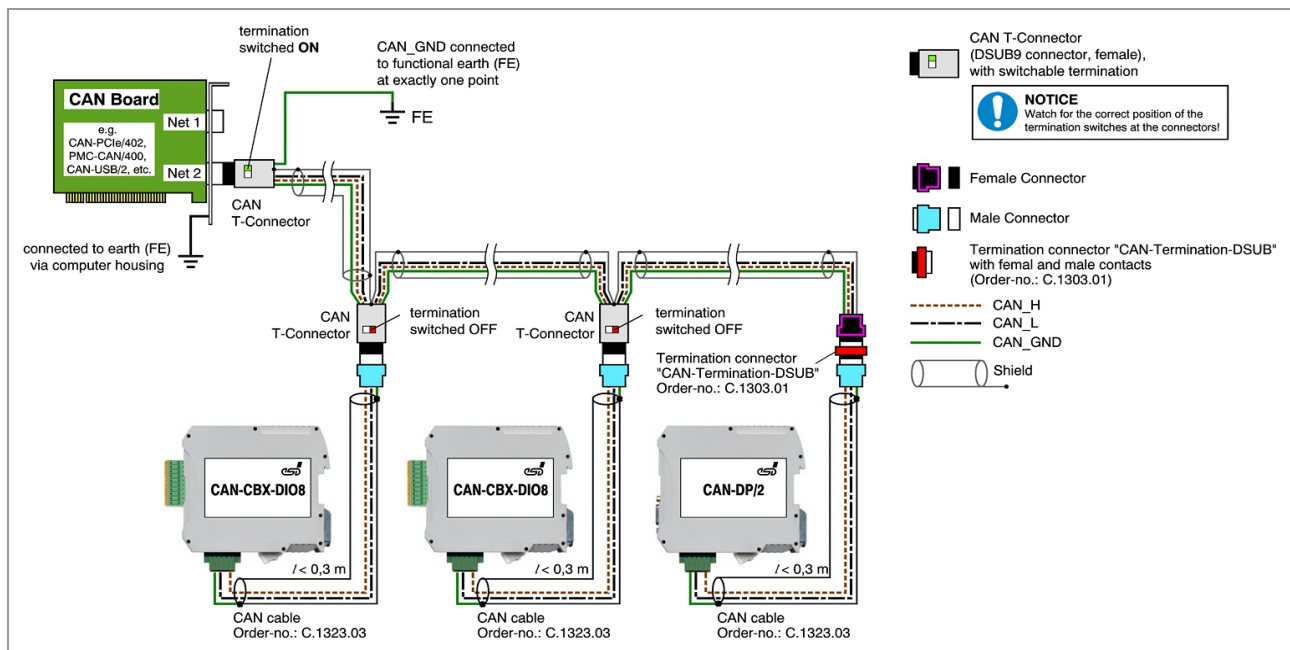 termination
switched ON
CAN_GND connected
to functional earth (FE)
at exactly one point
FE
CAN Board
e.g.
CAN-PCIe/402,
PMC-CAN/400,
CAN-USB/2, etc.
Net 1
Net 2
CAN
T-Connector
connected to earth (FE)
via computer housing
CAN
T-Connector
termination
switched OFF
CAN
T-Connector
termination
switched OFF
Termination connector
"CAN-Termination-DSUB"
Order-no.: C.1303.01
esd
CAN-CBX-DIO8
esd
CAN-CBX-DIO8
esd
CAN-DP/2
l < 0,3 m
l < 0,3 m
l < 0,3 m
CAN cable
Order-no.: C.1323.03
CAN cable
Order-no.: C.1323.03
CAN cable
Order-no.: C.1323.03
CAN T-Connector
(DSUB9 connector, female),
with switchable termination
NOTICE
Watch for the correct position of the
termination switches at the connectors!
Female Connector
Male Connector
Termination connector "CAN-Termination-DSUB"
with femal and male contacts
(Order-no.: C.1303.01)
CAN_H
CAN_L
CAN_GND
Shield